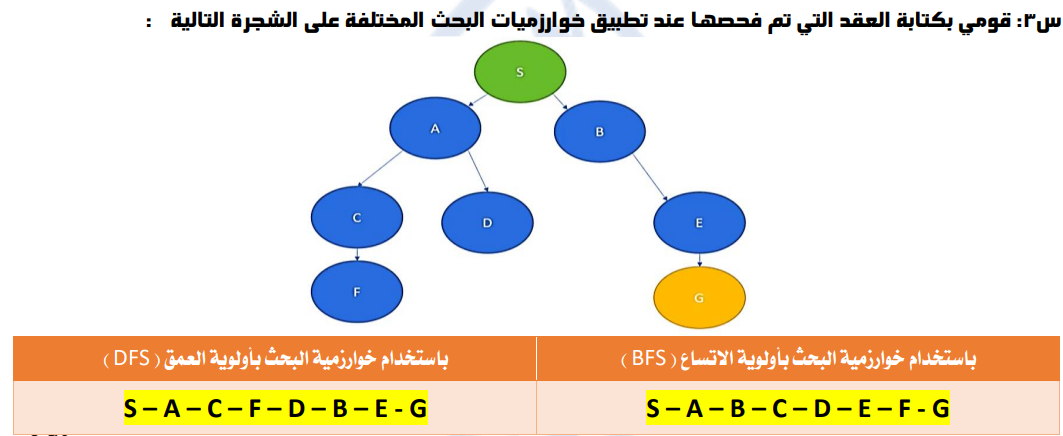 س٣: قومي بكتابة العقد التي تم فحصها عند تطبيق خوارزميات البحث المختلفة على الشجرة التالية :
S
A
B
C
D
E
F
G
باستخدام خوارزمية البحث بأولوية الاتساع ( BFS )
باستخدام خوارزمية البحث بأولوية العمق ( DFS )
S – A – B – C – D – E – F - G
S – A – C – F – D – B – E - G